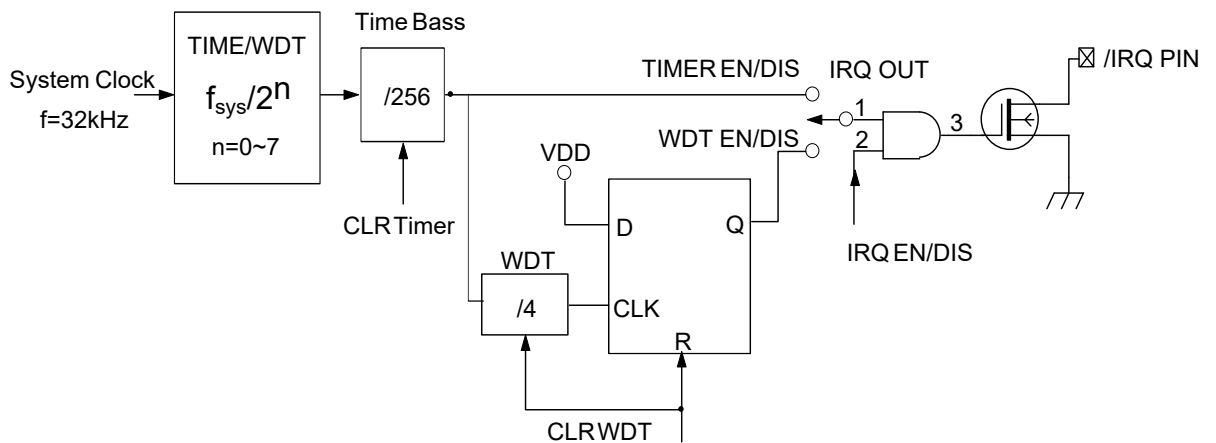 Time Bass
TIME/WDT
System Clock
f=32kHz
fsys/2^n
n=0~7
/256
CLR Timer
TIMER EN/DIS
IRQ OUT
/IRQ PIN
1
2
3
WDT EN/DIS
VDD
D
Q
IRQ EN/DIS
WDT
/4
CLK
R
CLR WDT